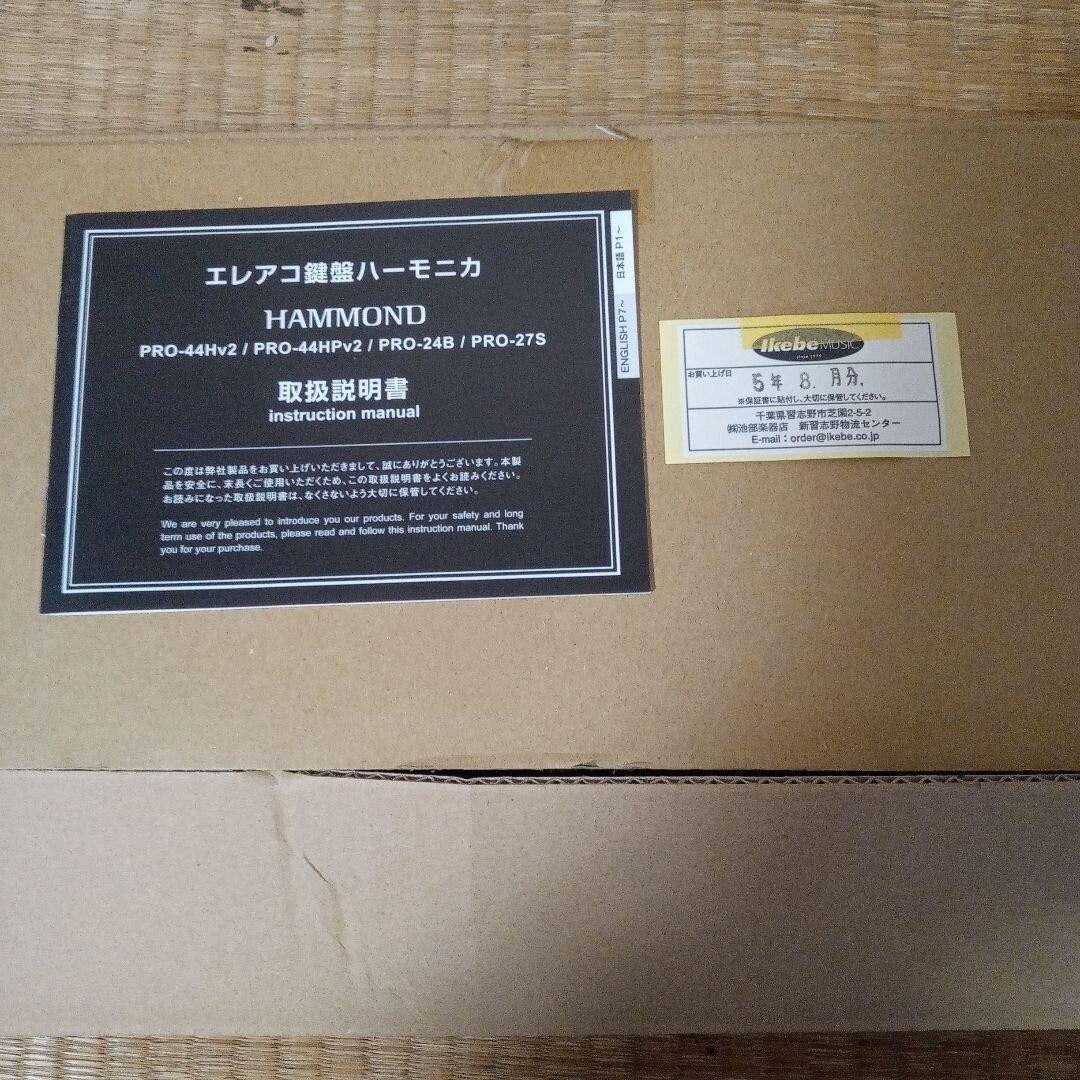 エレアコ鍵盤ハーモニカ
HAMMOND
PRO-44Hv2 / PRO-44HPv2 / PRO-24B / PRO-27S
取扱説明書
instruction manual
この度は弊社製品をお買い上げいただきまして、誠にありがとうございます。本製
品を安全に、末長くご使用いただくため、この取扱説明書をよくお読みください。
お読みになった取扱説明書は、なくさないよう大切に保管してください。
We are very pleased to introduce you our products. For your safety and long
term use of the products, please read and follow this instruction manual. Thank
you for your purchase.
日本語 P1～
ENGLISH P7～
Ikebe MUSIC
since 1975
お買い上げ日
5年 8. 月分.
※保証書に貼付し、大切に保管してください。
千葉県習志野市芝園2-5-2
㈱池部楽器店 新習志野物流センター
E-mail：order@ikebe.co.jp